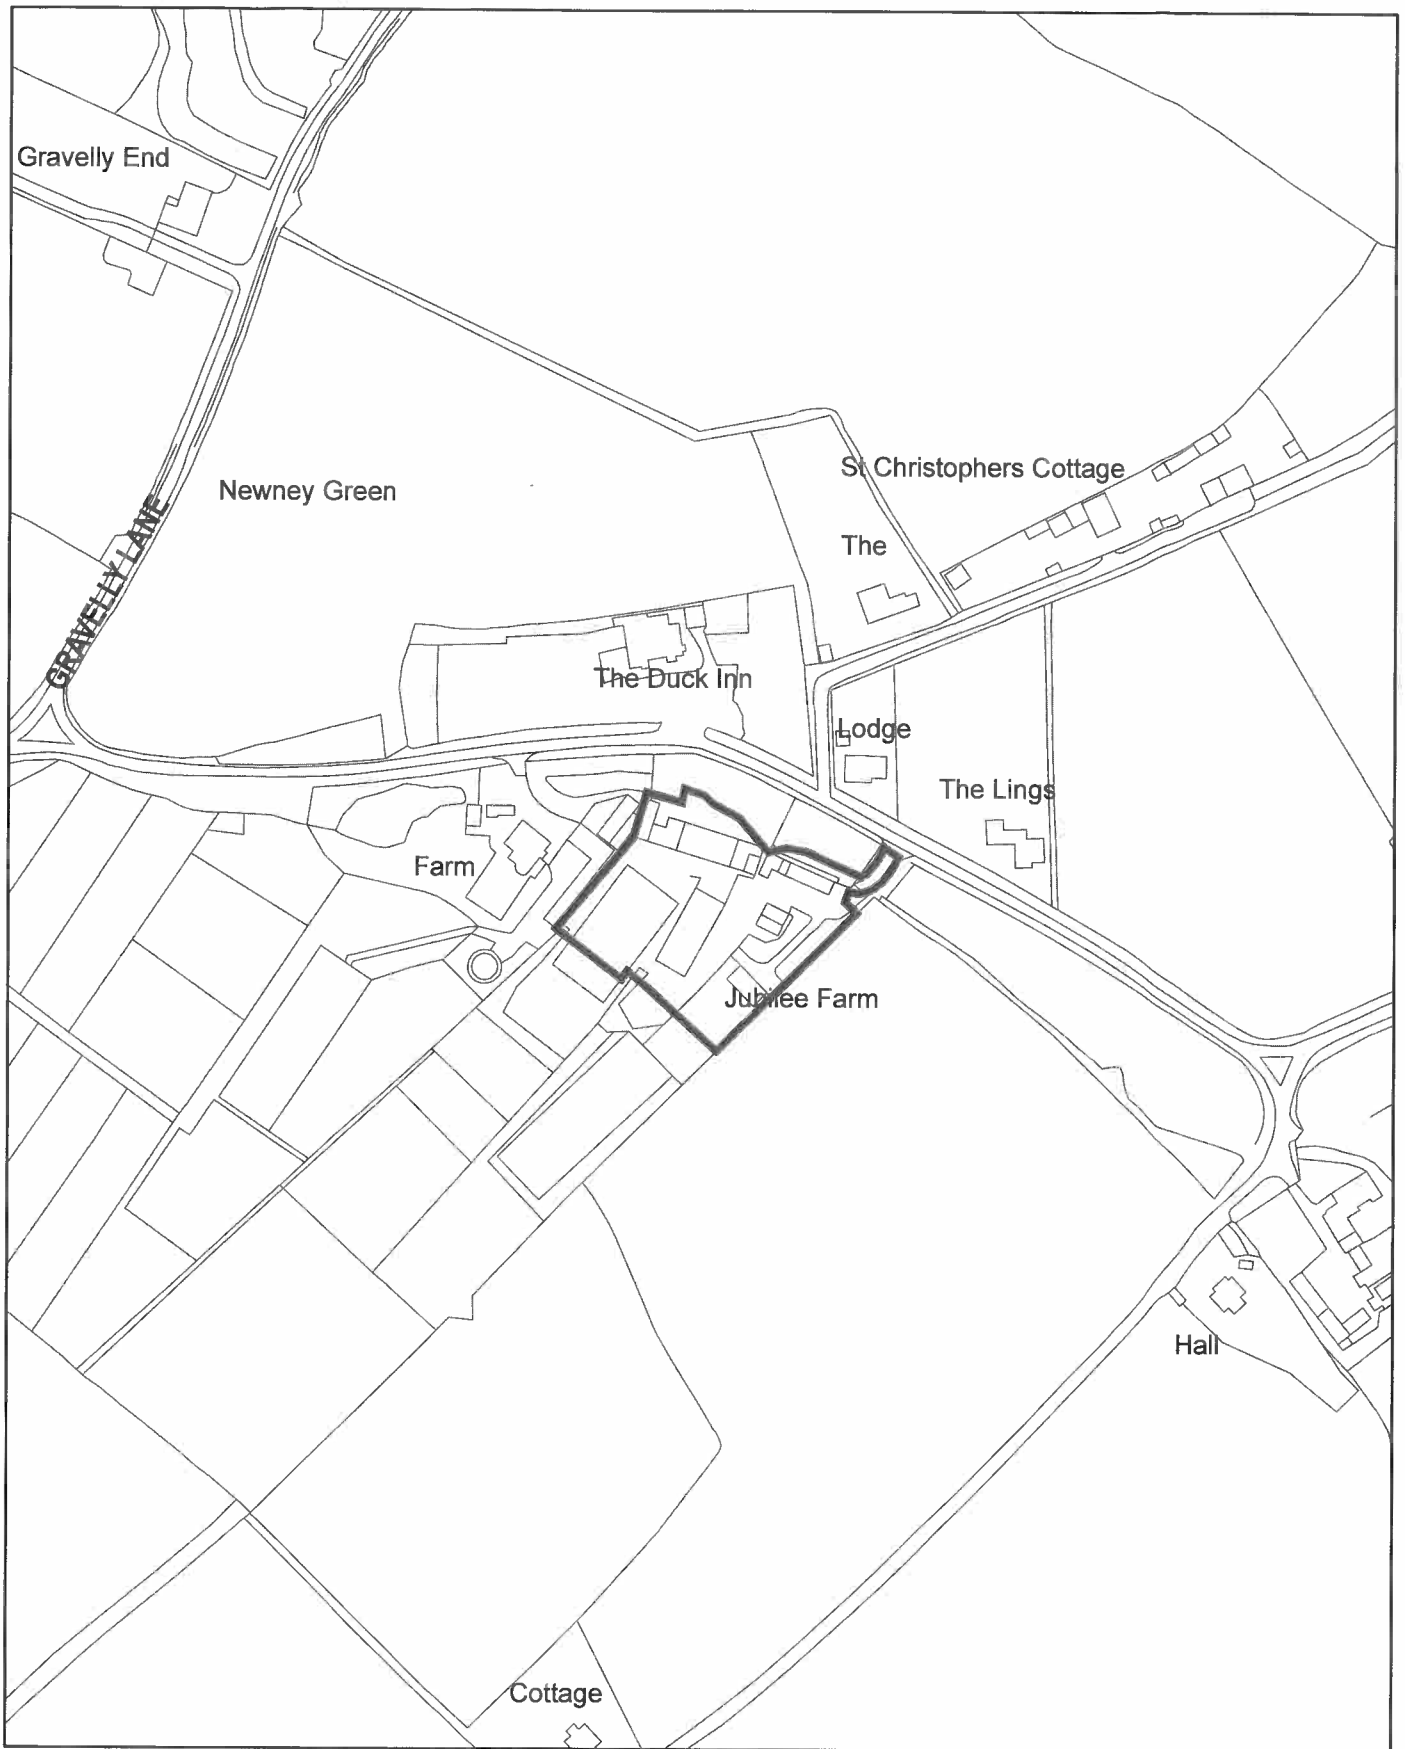 Gravelly End
St Christophers Cottage
Newney Green
The
GRAVELLY LANE
The Duck Inn
Lodge
The Lings
Farm
Jubilee Farm
Hall
Cottage